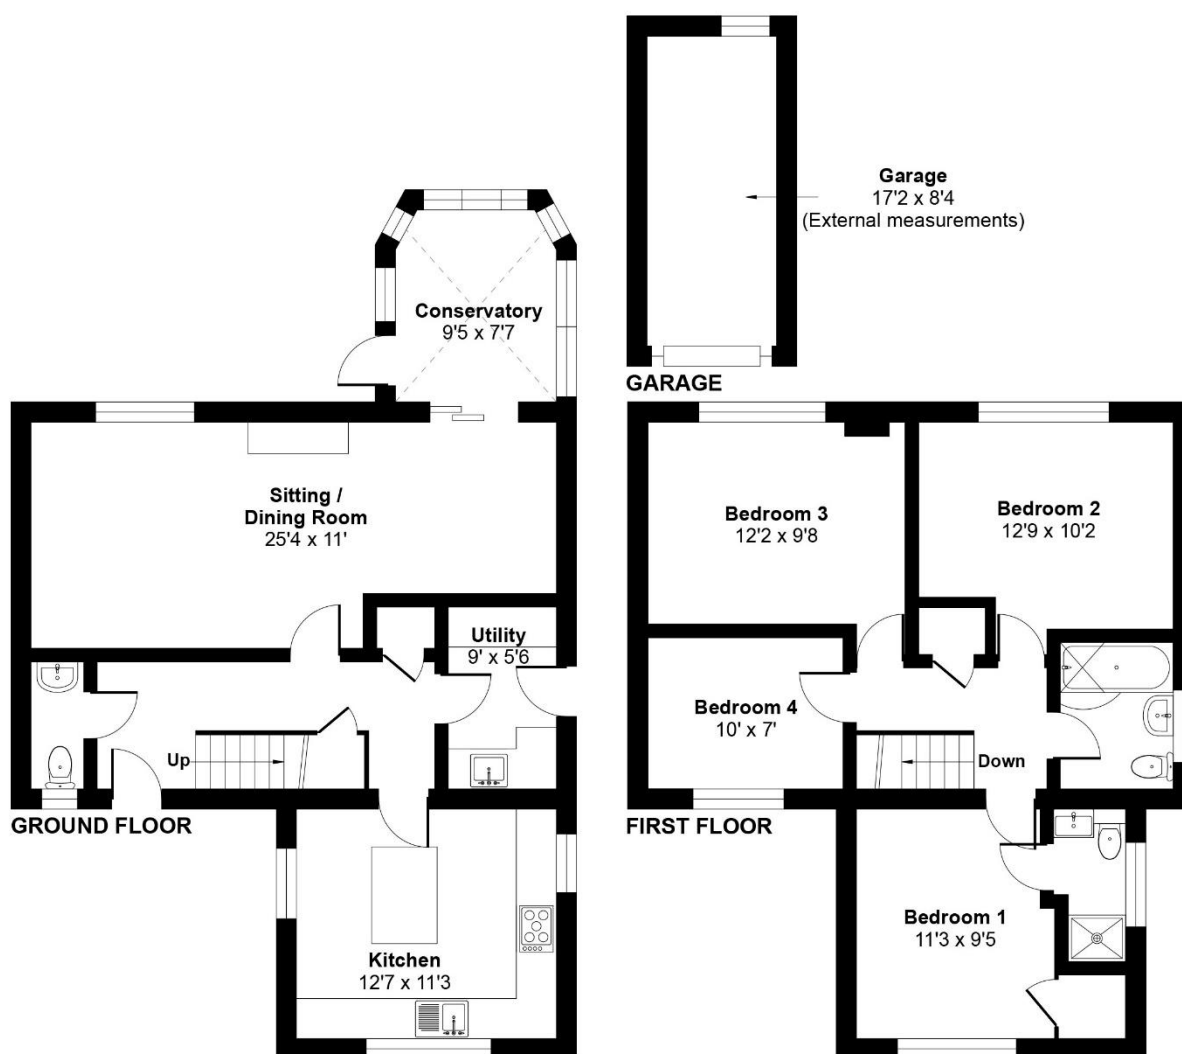 Garage
17'2 x 8'4
(External measurements)
GARAGE
Conservatory
9'5 x 7'7
Sitting /
Dining Room
25'4 x 11'
Utility
9' x 5'6
Up
GROUND FLOOR
Kitchen
12'7 x 11'3
Bedroom 3
12'2 x 9'8
Bedroom 2
12'9 x 10'2
Bedroom 4
10' x 7'
Down
FIRST FLOOR
Bedroom 1
11'3 x 9'5